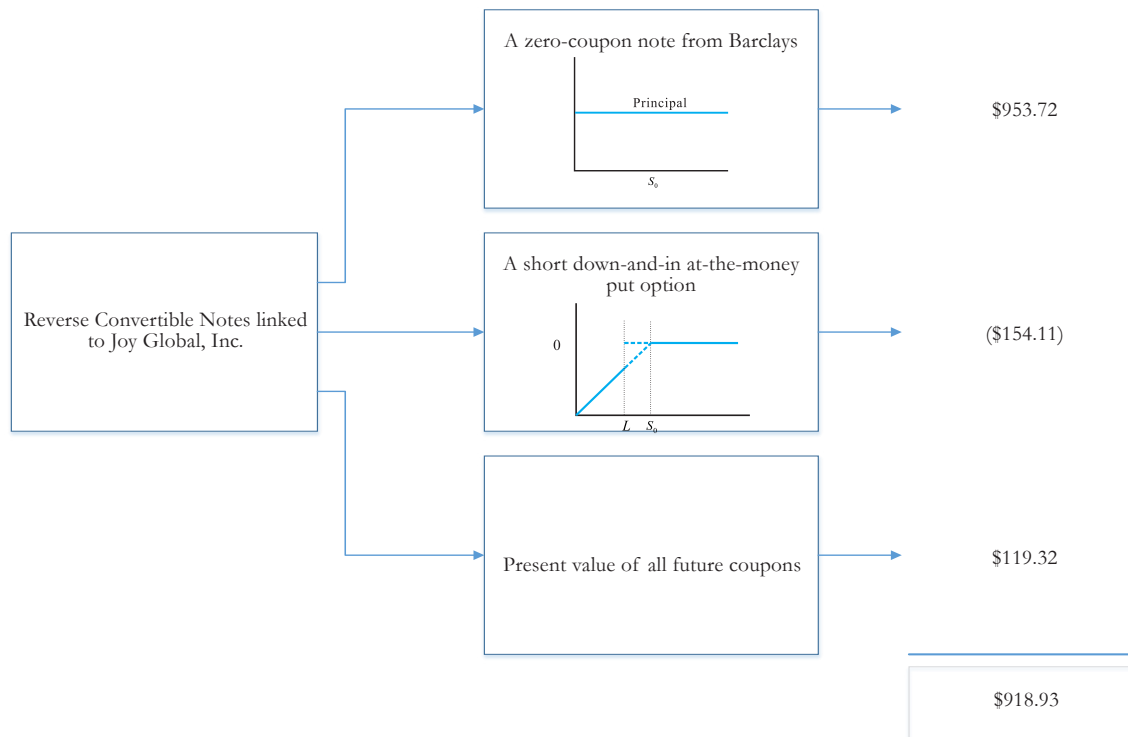 A zero-coupon note from Barclays
Principal
S₀
$953.72
Reverse Convertible Notes linked
to Joy Global, Inc.
A short down-and-in at-the-money
put option
0
L S₀
($154.11)
Present value of all future coupons
$119.32
$918.93